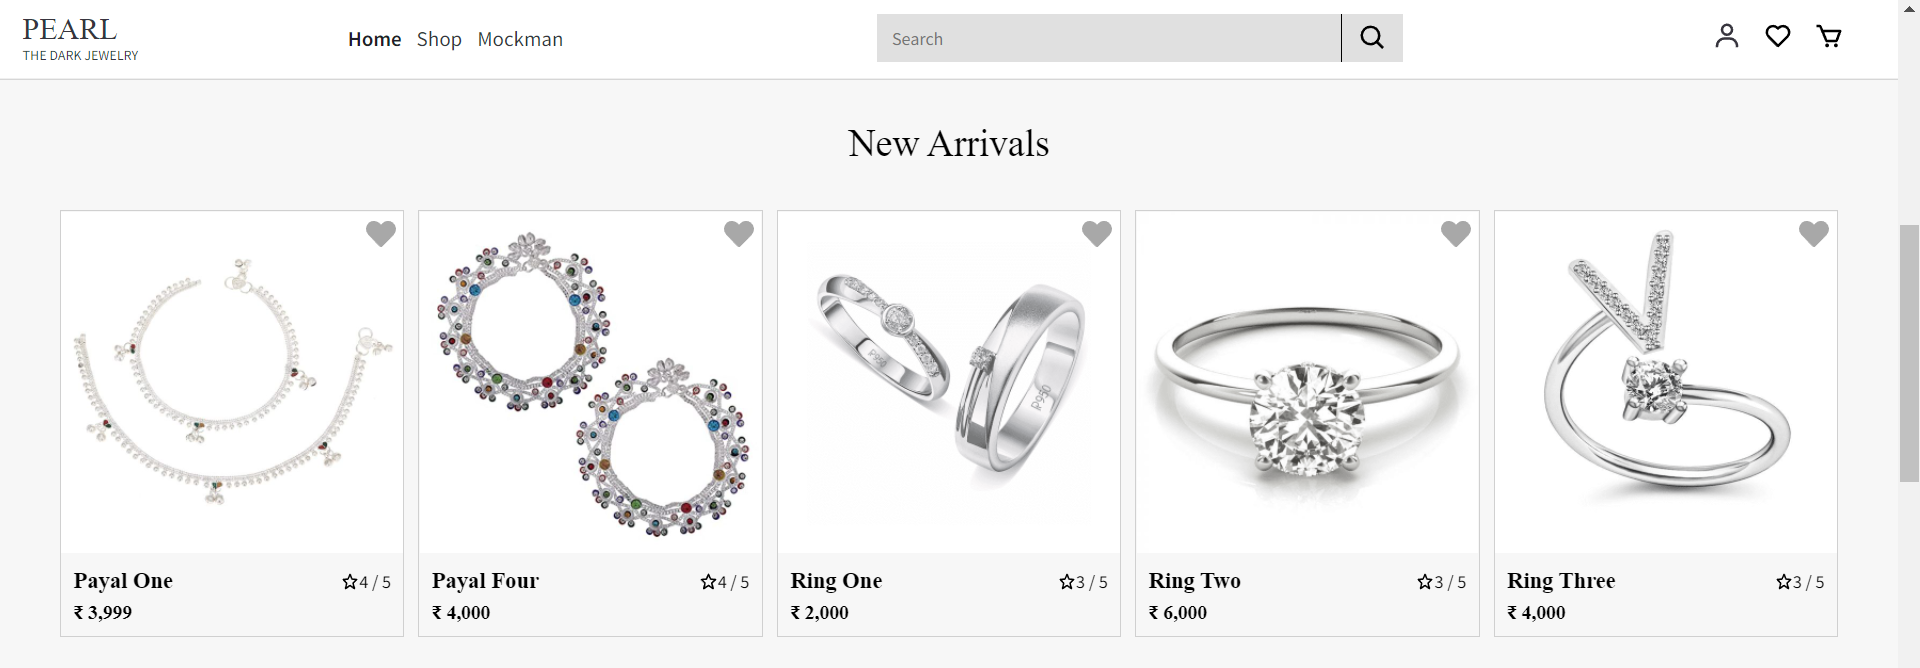 PEARL
THE DARK JEWELRY
Home Shop Mockman
Search
New Arrivals
Payal One 4 / 5
₹ 3,999
Payal Four 4 / 5
₹ 4,000
Ring One 3 / 5
₹ 2,000
Ring Two 3 / 5
₹ 6,000
Ring Three 3 / 5
₹ 4,000